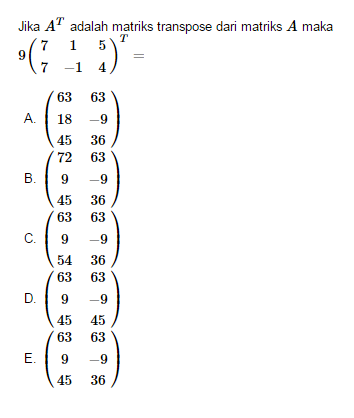 Jika Aᵀ adalah matriks transpose dari matriks A maka
9 ( 7 1 5 ; 7 −1 4 )ᵀ =
A. ( 63 63 ; 18 −9 ; 45 36 )
B. ( 72 63 ; 9 −9 ; 45 36 )
C. ( 63 63 ; 9 −9 ; 54 36 )
D. ( 63 63 ; 9 −9 ; 45 45 )
E. ( 63 63 ; 9 −9 ; 45 36 )